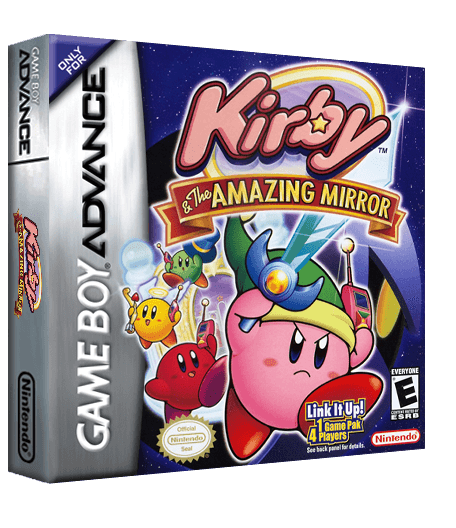 GAME BOY ADVANCE
Kirby
& The AMAZING MIRROR
Nintendo®
ONLY
FOR
GAME BOY ADVANCE
Kirby
™
& The AMAZING MIRROR
Link It Up!
1 Game Pak
4 Players
See back panel for details.
Official
Nintendo
Seal
EVERYONE
E
CONTENT RATED BY
ESRB
Nintendo